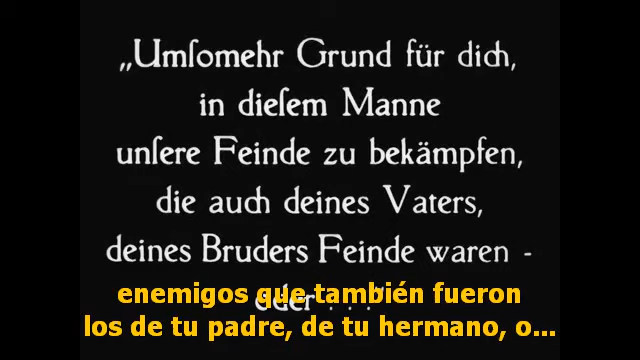 „Umſomehr Grund für dich,
in dieſem Manne
unſere Feinde zu bekämpfen,
die auch deines Vaters,
deines Bruders Feinde waren -
oder . . ."
enemigos que también fueron
los de tu padre, de tu hermano, o...